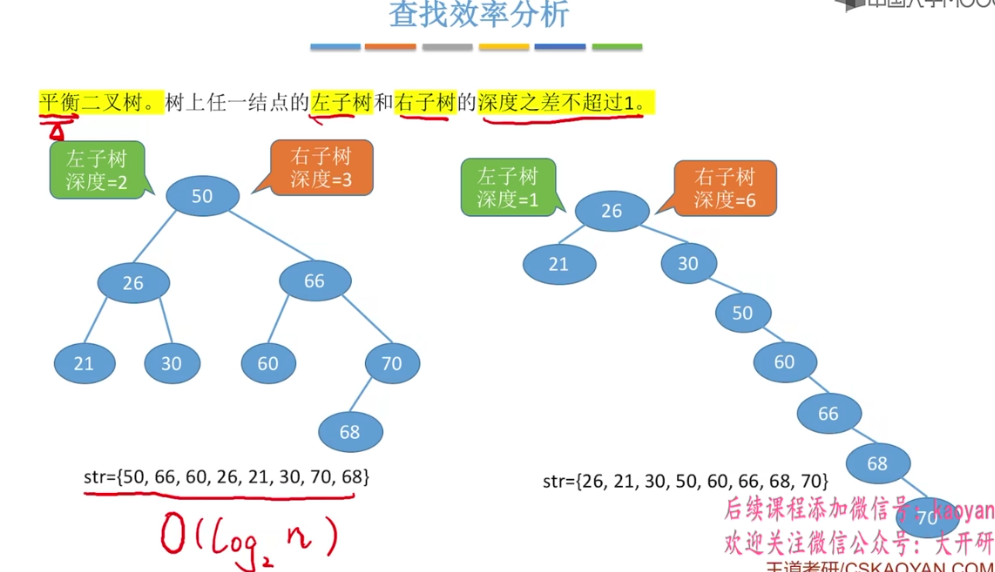 查找效率分析
中国大学MOOC
平衡二叉树。树上任一结点的左子树和右子树的深度之差不超过1。
左子树
深度=2
右子树
深度=3
50
26
66
21
30
60
70
68
str={50, 66, 60, 26, 21, 30, 70, 68}
O(log₂ n)
左子树
深度=1
右子树
深度=6
26
21
30
50
60
66
68
70
str={26, 21, 30, 50, 60, 66, 68, 70}
后续课程添加微信号：kaoyan
欢迎关注微信公众号：大开研
王道考研/CSKAOYAN.COM